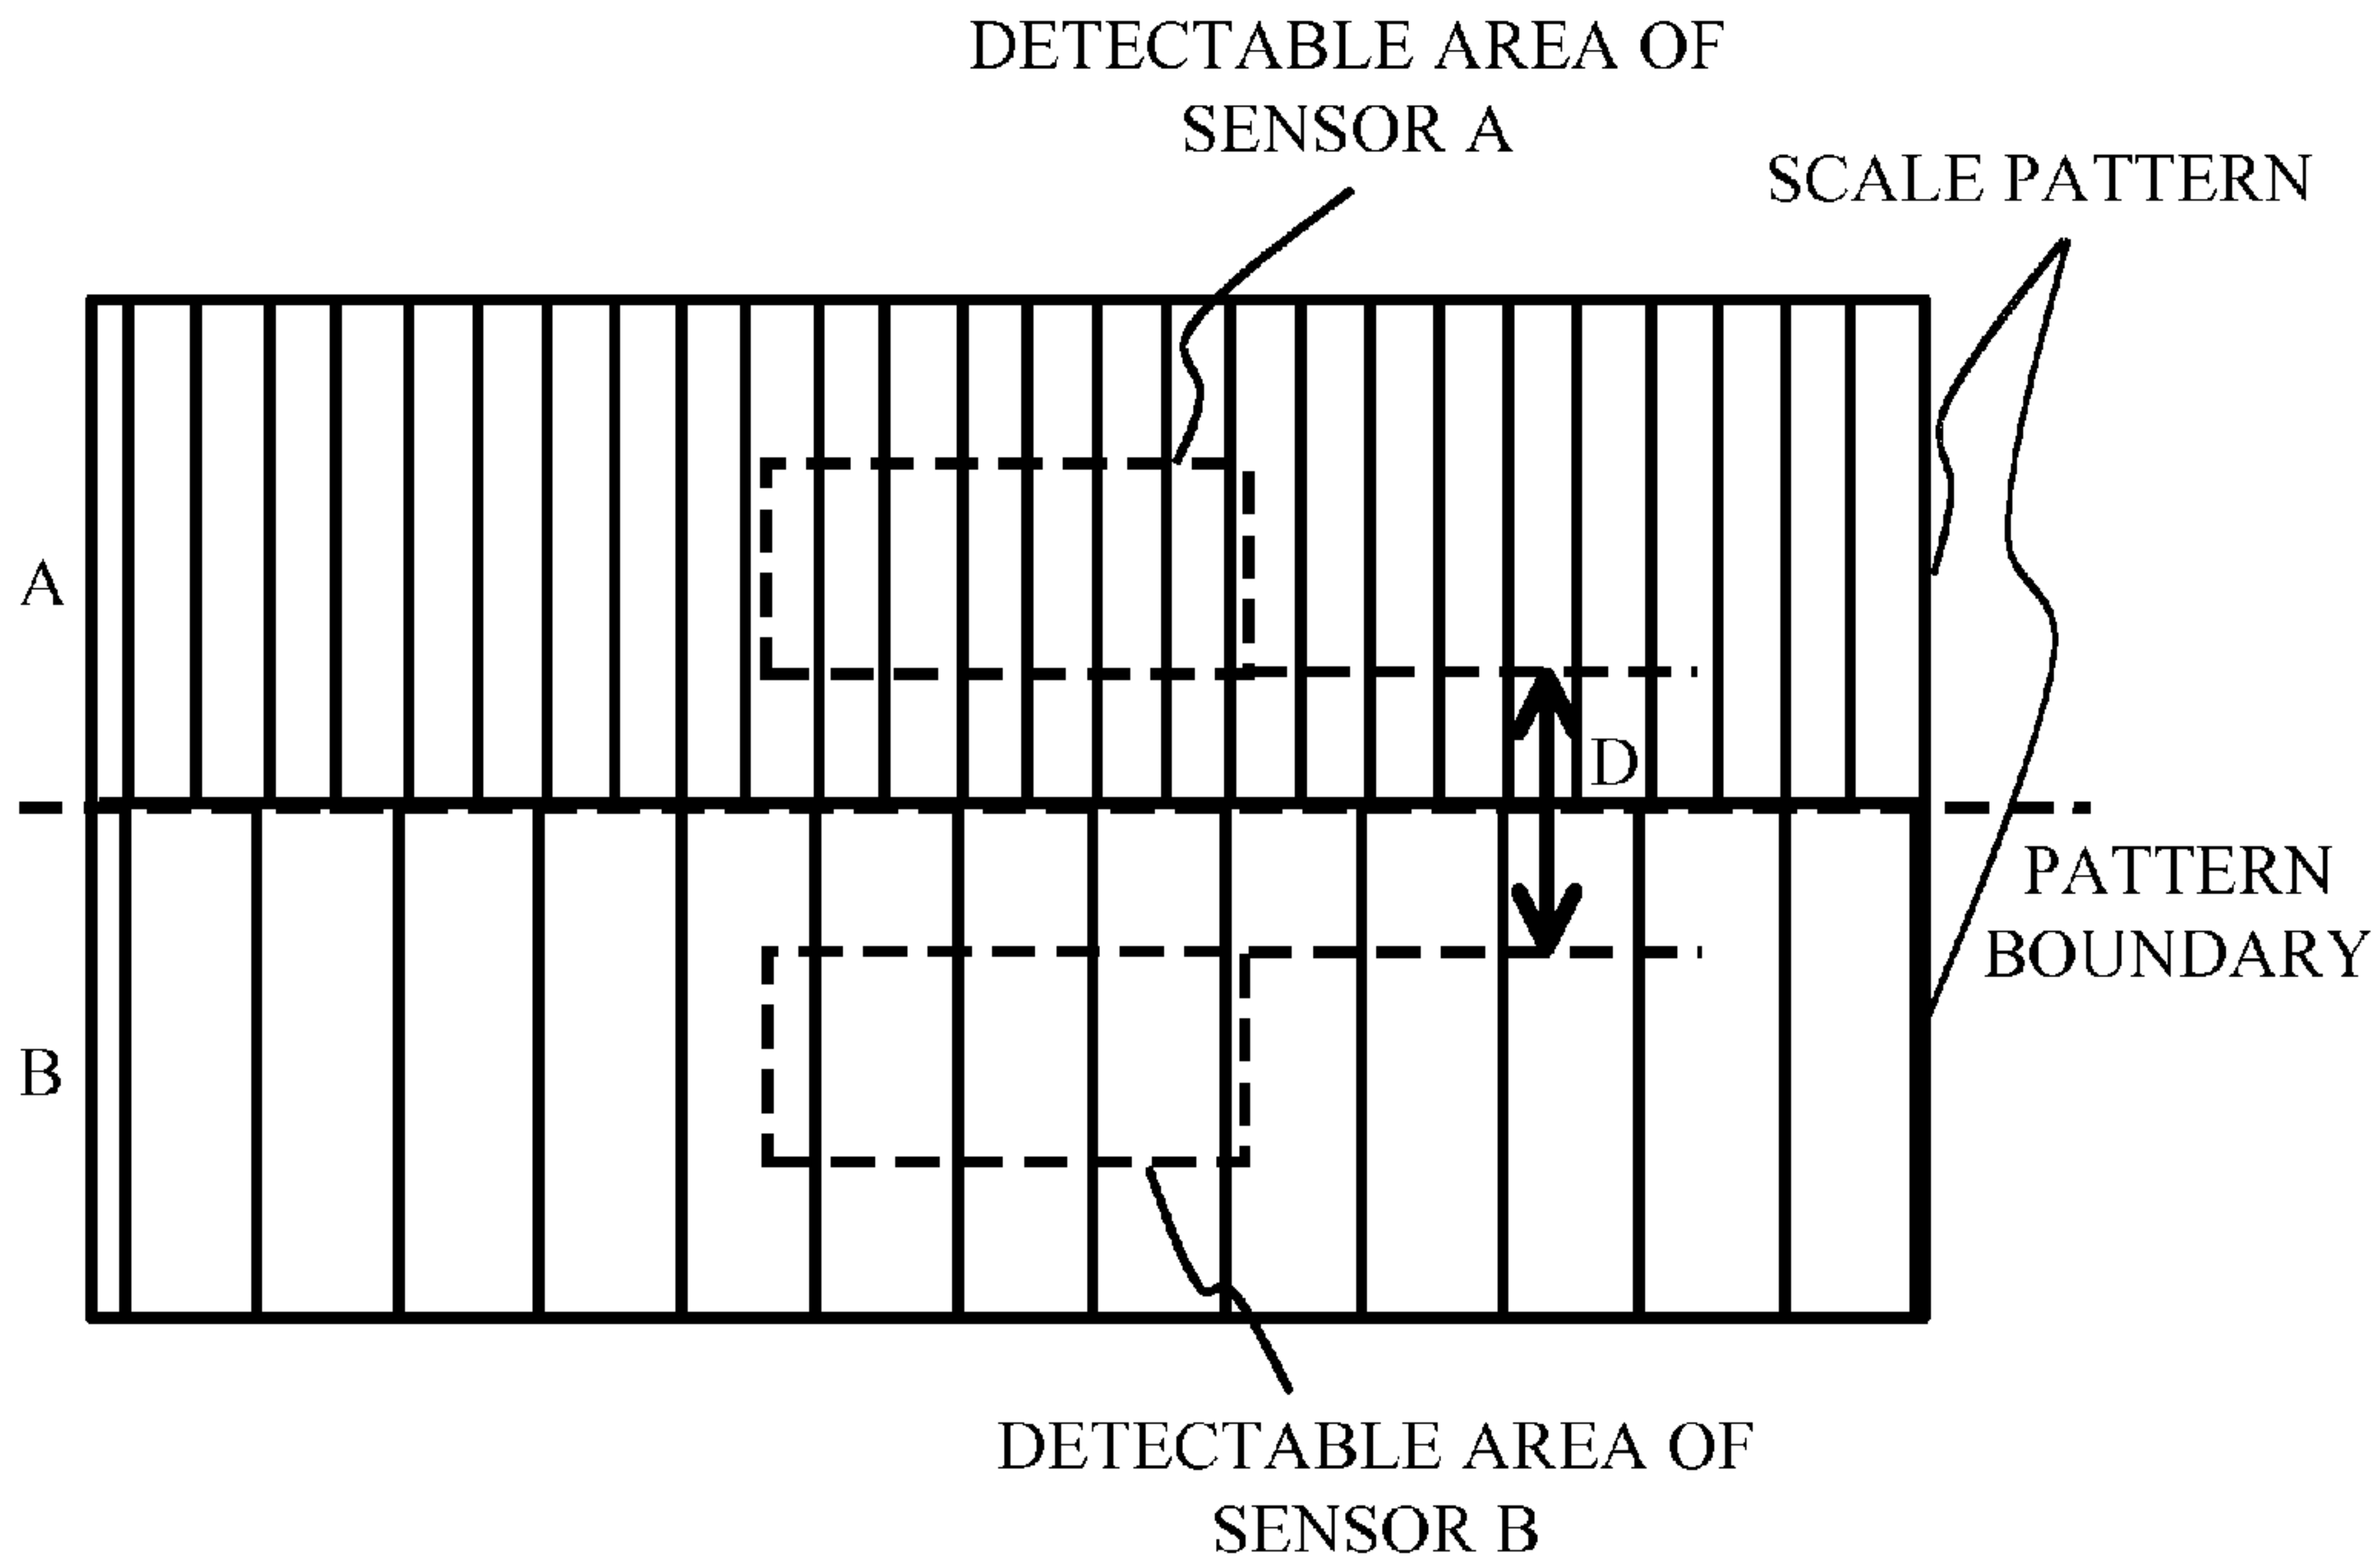 DETECTABLE AREA OF
SENSOR A
SCALE PATTERN
A
D
PATTERN
BOUNDARY
B
DETECTABLE AREA OF
SENSOR B